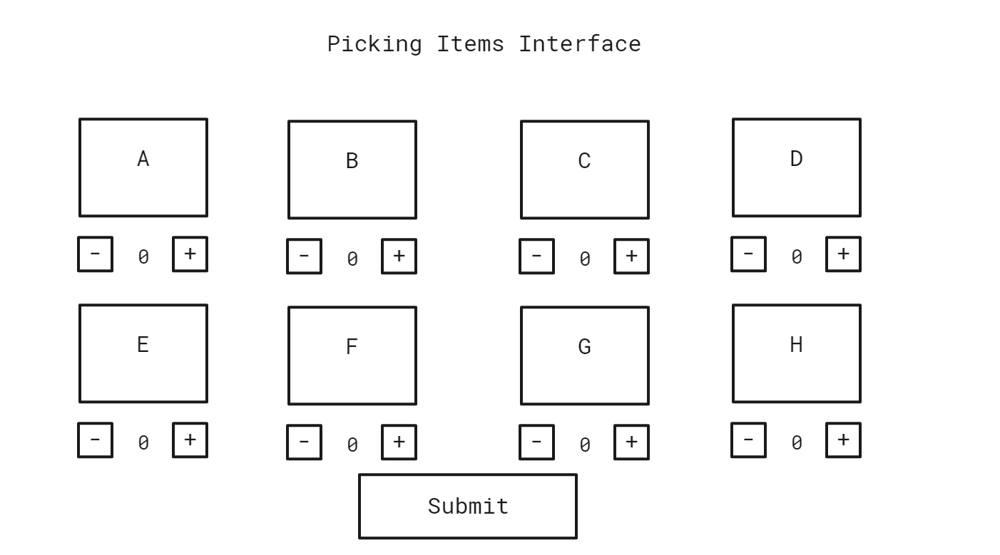 Picking Items Interface
A B C D
- 0 + - 0 + - 0 + - 0 +
E F G H
- 0 + - 0 + - 0 + - 0 +
Submit